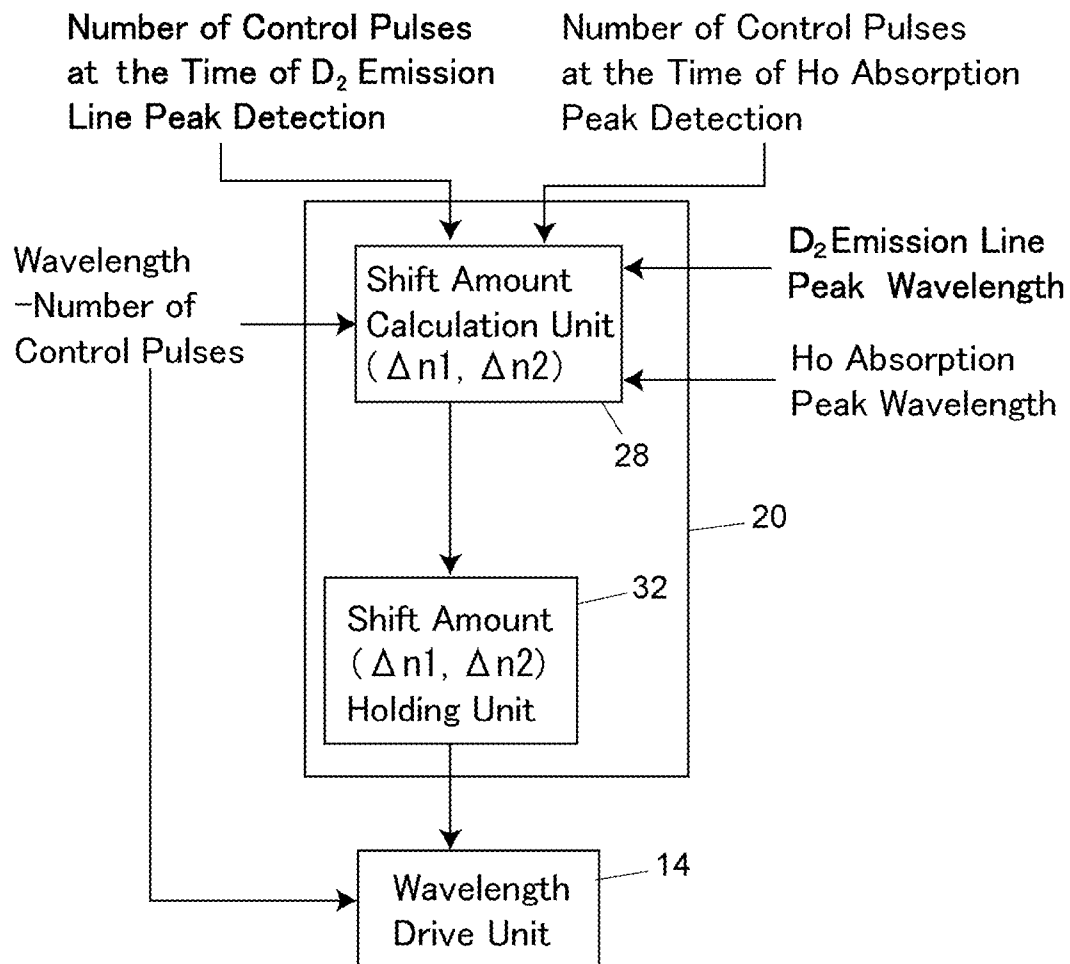 Number of Control Pulses
at the Time of D₂ Emission
Line Peak Detection
Number of Control Pulses
at the Time of Ho Absorption
Peak Detection
Wavelength
-Number of
Control Pulses
Shift Amount
Calculation Unit
(Δn1, Δn2)
28
D₂ Emission Line
Peak Wavelength
Ho Absorption
Peak Wavelength
20
32
Shift Amount
(Δn1, Δn2)
Holding Unit
14
Wavelength
Drive Unit